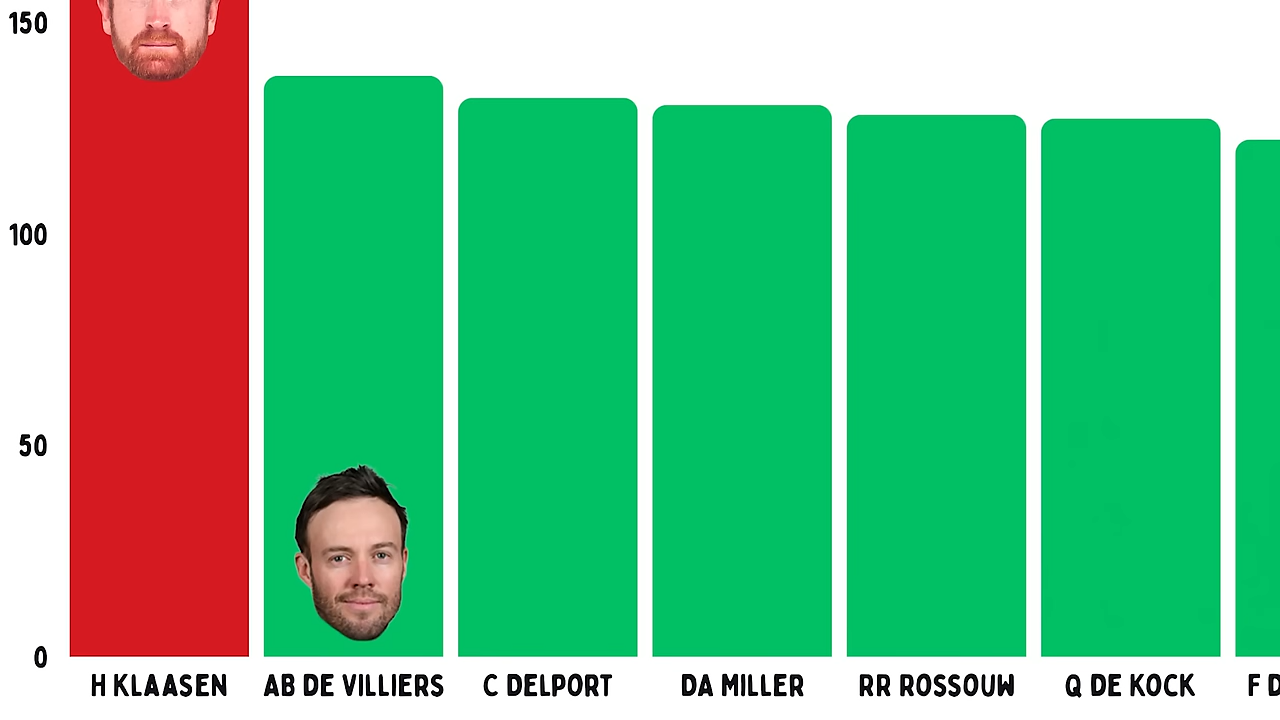 150
100
50
0
H KLAASEN
AB DE VILLIERS
C DELPORT
DA MILLER
RR ROSSOUW
Q DE KOCK
F D